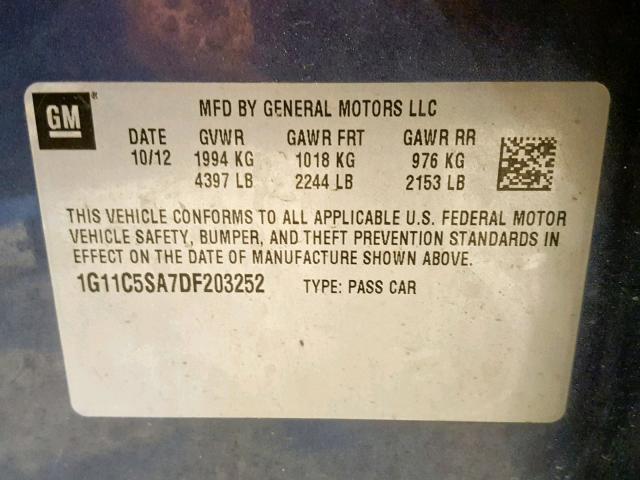 GM
®
MFD BY GENERAL MOTORS LLC
DATE GVWR GAWR FRT GAWR RR
10/12 1994 KG 1018 KG 976 KG
4397 LB 2244 LB 2153 LB
THIS VEHICLE CONFORMS TO ALL APPLICABLE U.S. FEDERAL MOTOR
VEHICLE SAFETY, BUMPER, AND THEFT PREVENTION STANDARDS IN
EFFECT ON THE DATE OF MANUFACTURE SHOWN ABOVE.
1G11C5SA7DF203252 TYPE: PASS CAR